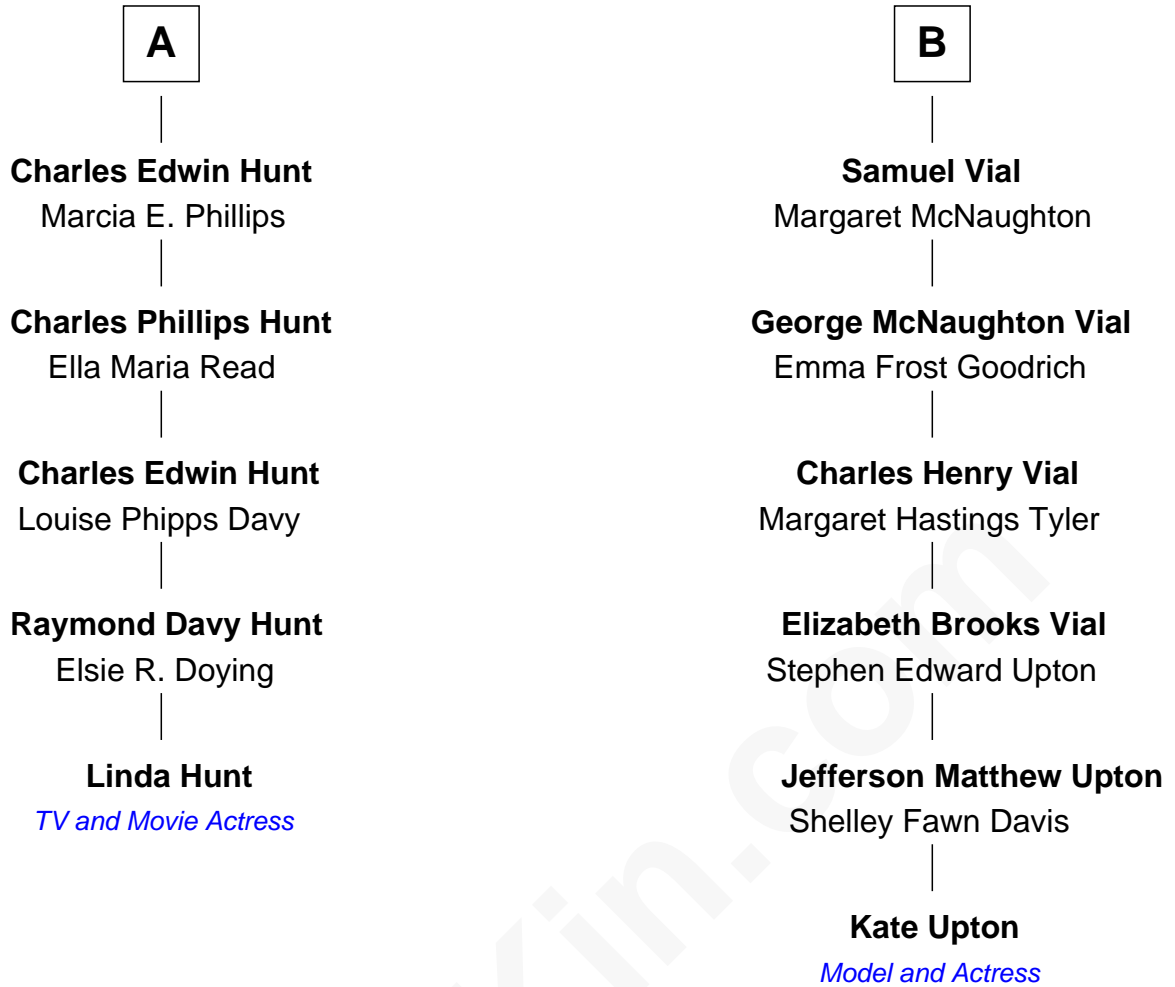 A
Charles Edwin Hunt
Marcia E. Phillips
Charles Phillips Hunt
Ella Maria Read
Charles Edwin Hunt
Louise Phipps Davy
Raymond Davy Hunt
Elsie R. Doying
Linda Hunt
TV and Movie Actress
B
Samuel Vial
Margaret McNaughton
George McNaughton Vial
Emma Frost Goodrich
Charles Henry Vial
Margaret Hastings Tyler
Elizabeth Brooks Vial
Stephen Edward Upton
Jefferson Matthew Upton
Shelley Fawn Davis
Kate Upton
Model and Actress